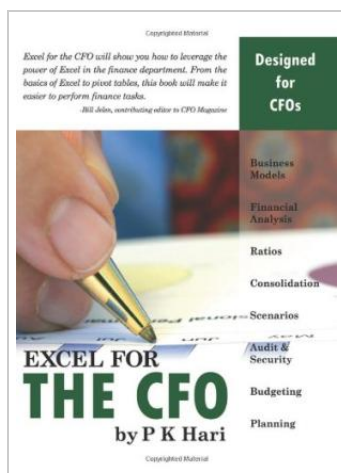 Copyrighted Material
Excel for the CFO will show you how to leverage the
power of Excel in the finance department. From the
basics of Excel to pivot tables, this book will make it
easier to perform finance tasks.
-Bill Jelen, contributing editor to CFO Magazine
Designed
for
CFOs
Business
Models
Financial
Analysis
Ratios
Consolidation
Scenarios
Audit &
Security
Budgeting
Planning
Jun
May
EXCEL FOR
THE CFO
by P K Hari
Copyrighted Material